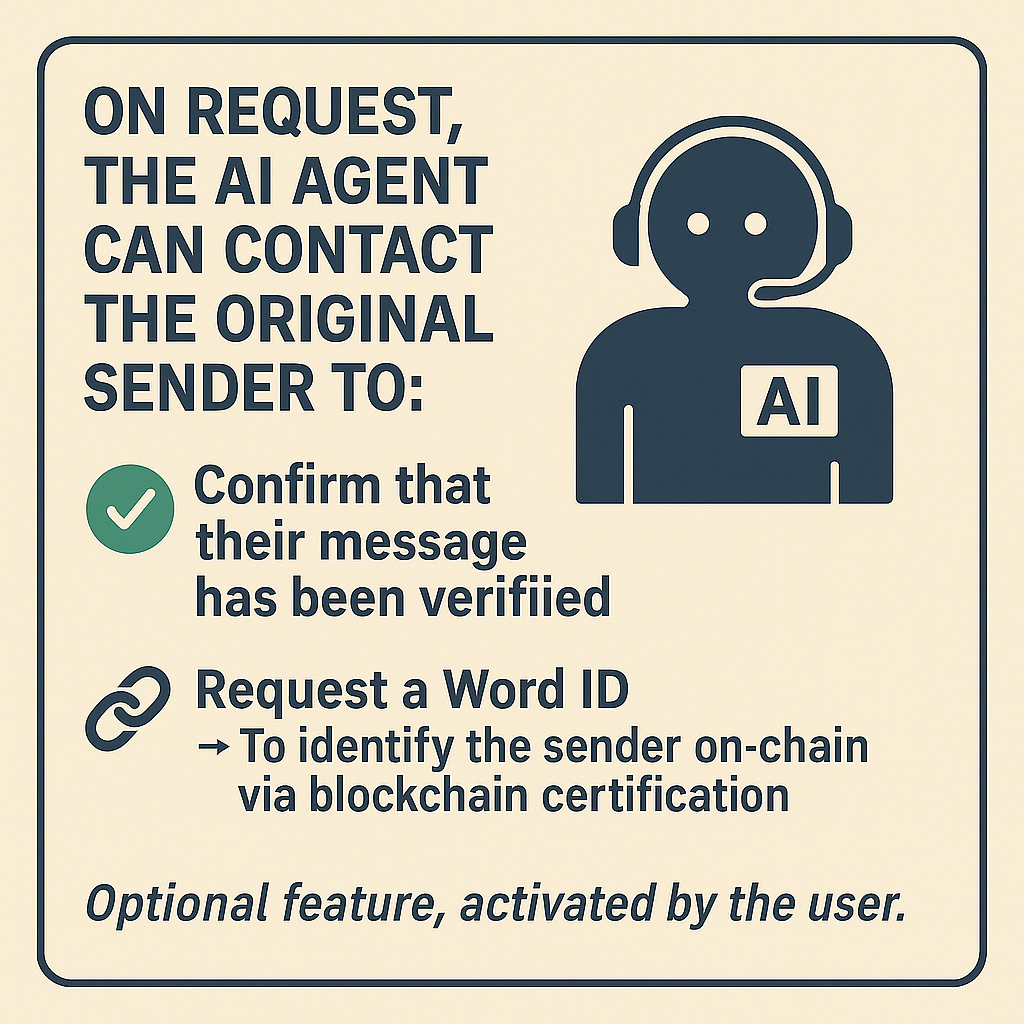 ON REQUEST,
THE AI AGENT
CAN CONTACT
THE ORIGINAL
SENDER TO:
AI
Confirm that
their message
has been verifiied
Request a Word ID
→ To identify the sender on-chain
via blockchain certification
Optional feature, activated by the user.